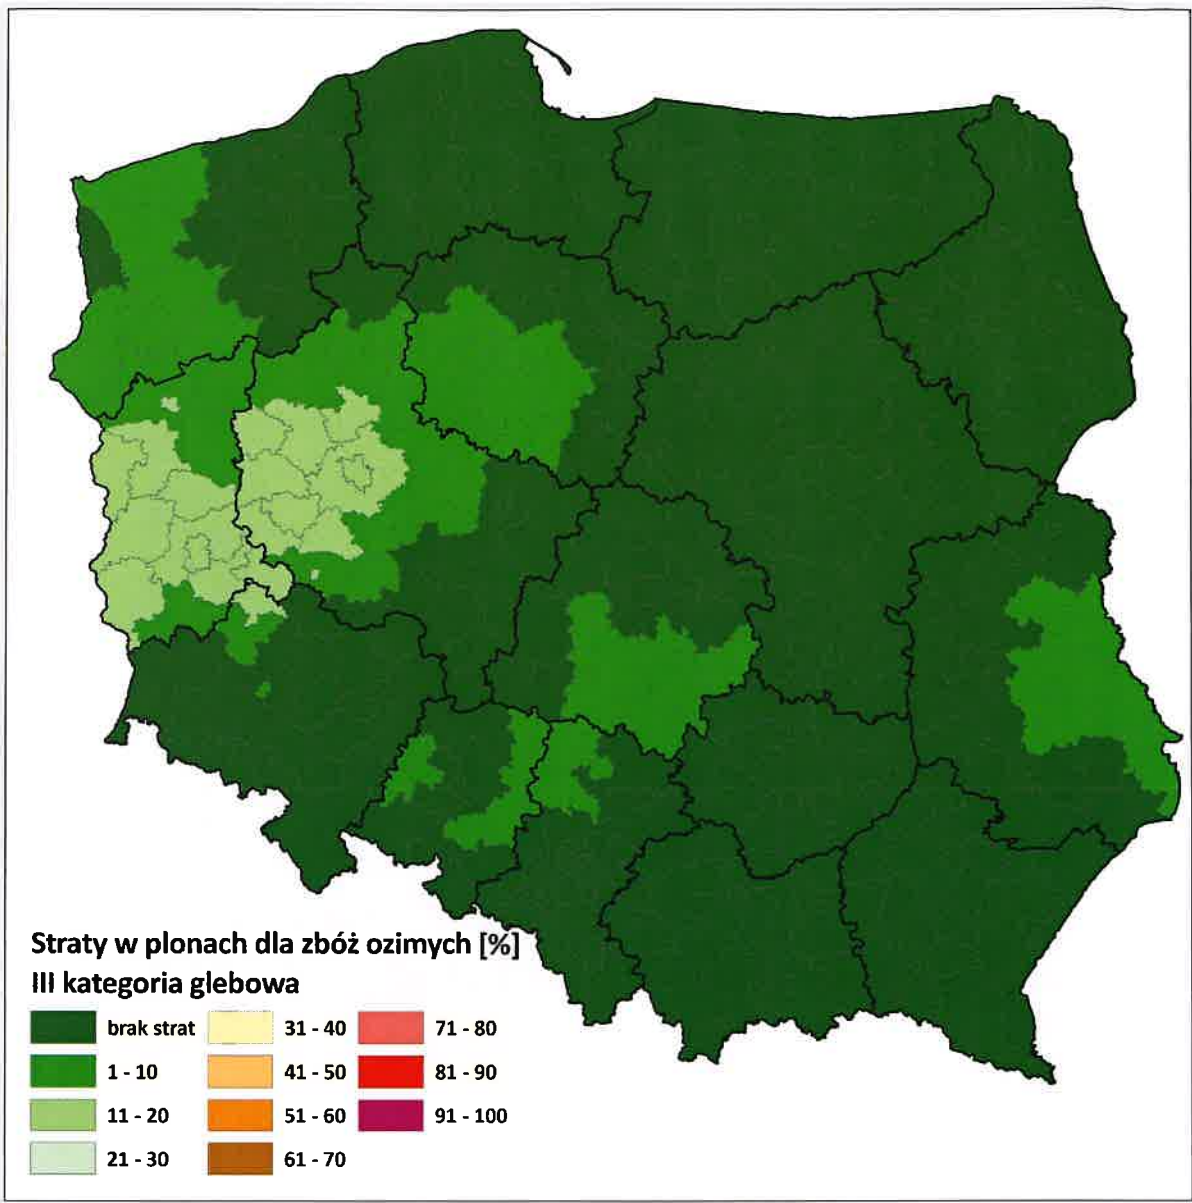 Straty w plonach dla zbóż ozimych [%]
III kategoria glebowa
brak strat
1 - 10
11 - 20
21 - 30
31 - 40
41 - 50
51 - 60
61 - 70
71 - 80
81 - 90
91 - 100